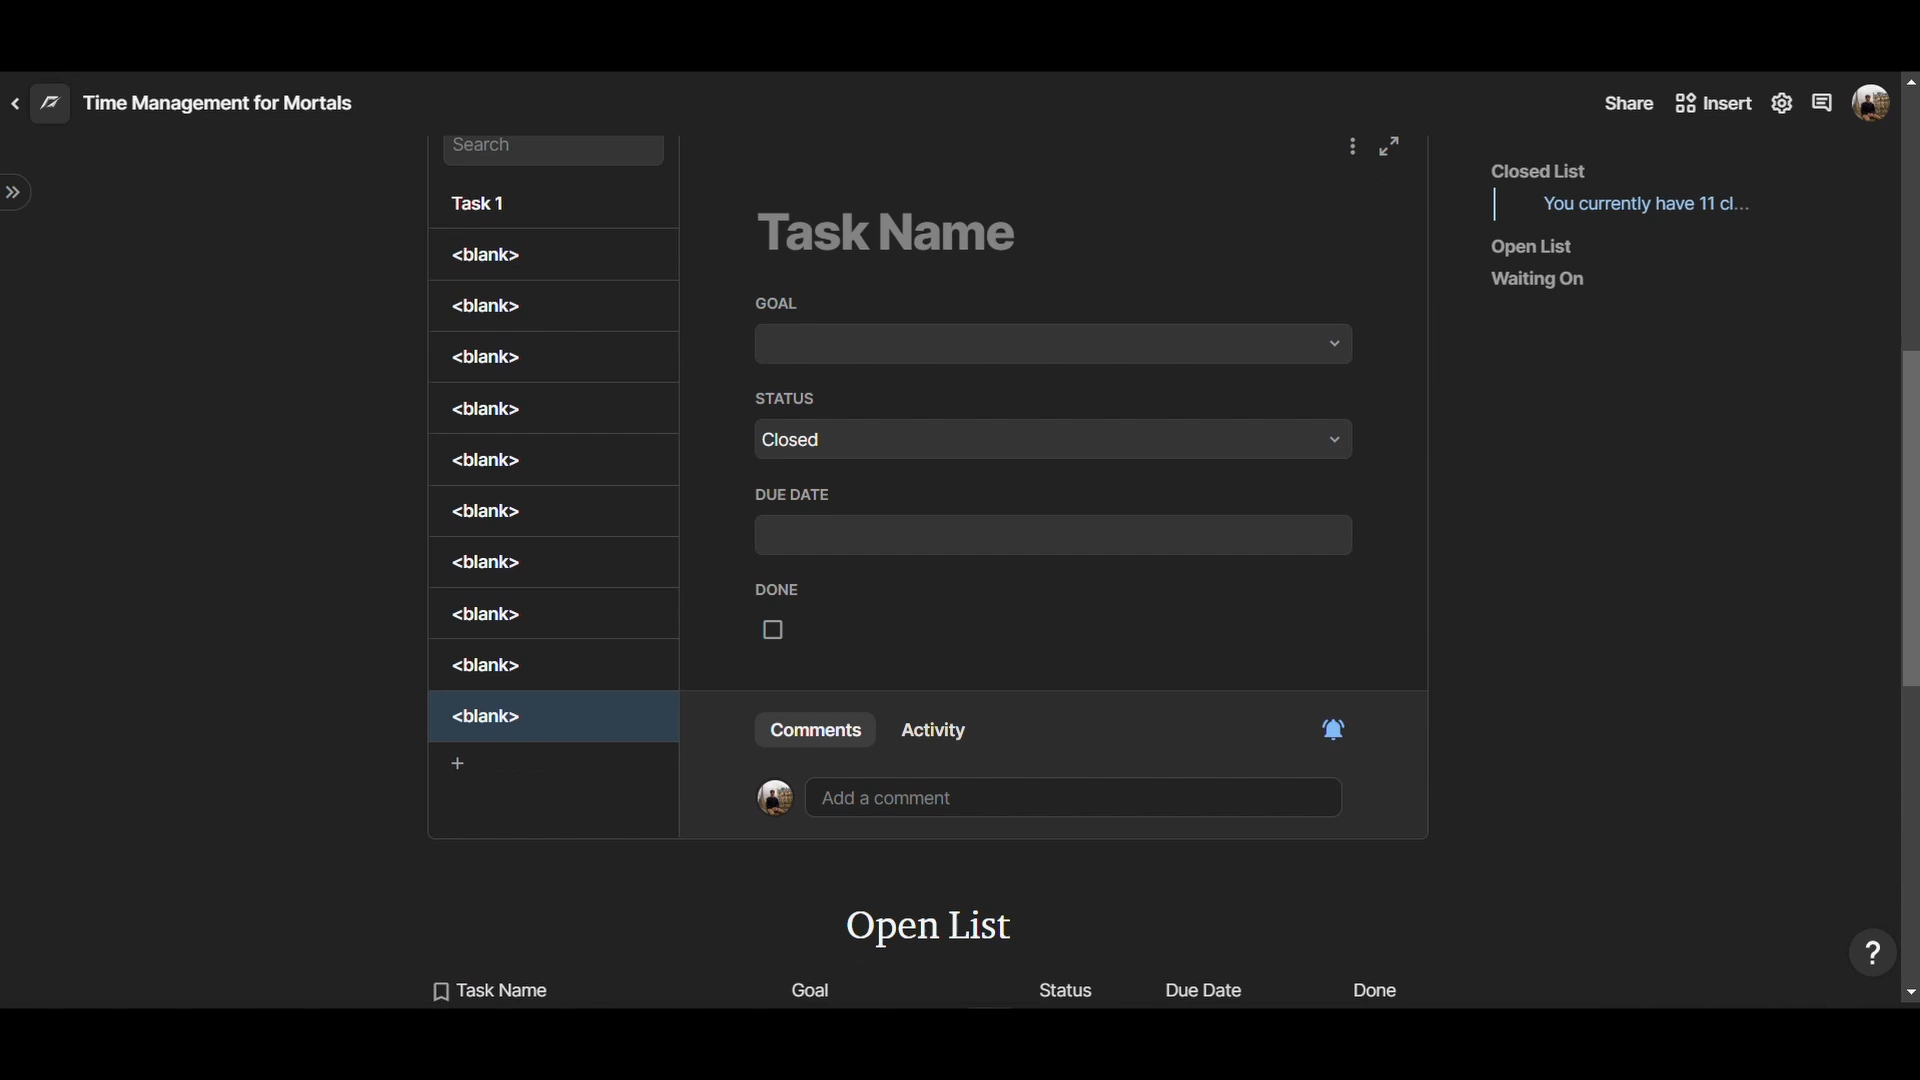 Time Management for Mortals
Share
Insert
Search
Task 1
<blank>
<blank>
<blank>
<blank>
<blank>
<blank>
<blank>
<blank>
<blank>
<blank>
+
Task Name
GOAL
STATUS
Closed
DUE DATE
DONE
Comments
Activity
Add a comment
Closed List
You currently have 11 cl...
Open List
Waiting On
Open List
Task Name Goal Status Due Date Done
?